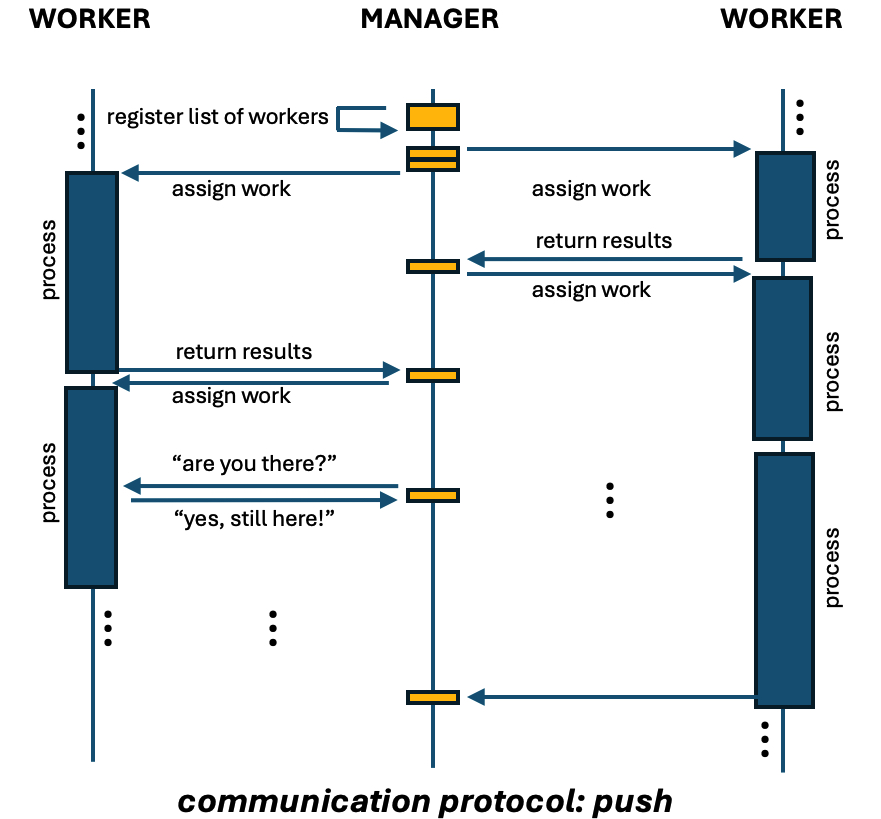 WORKER
MANAGER
WORKER
register list of workers
assign work
assign work
process
process
return results
assign work
return results
assign work
process
“are you there?”
“yes, still here!”
process
process
communication protocol: push